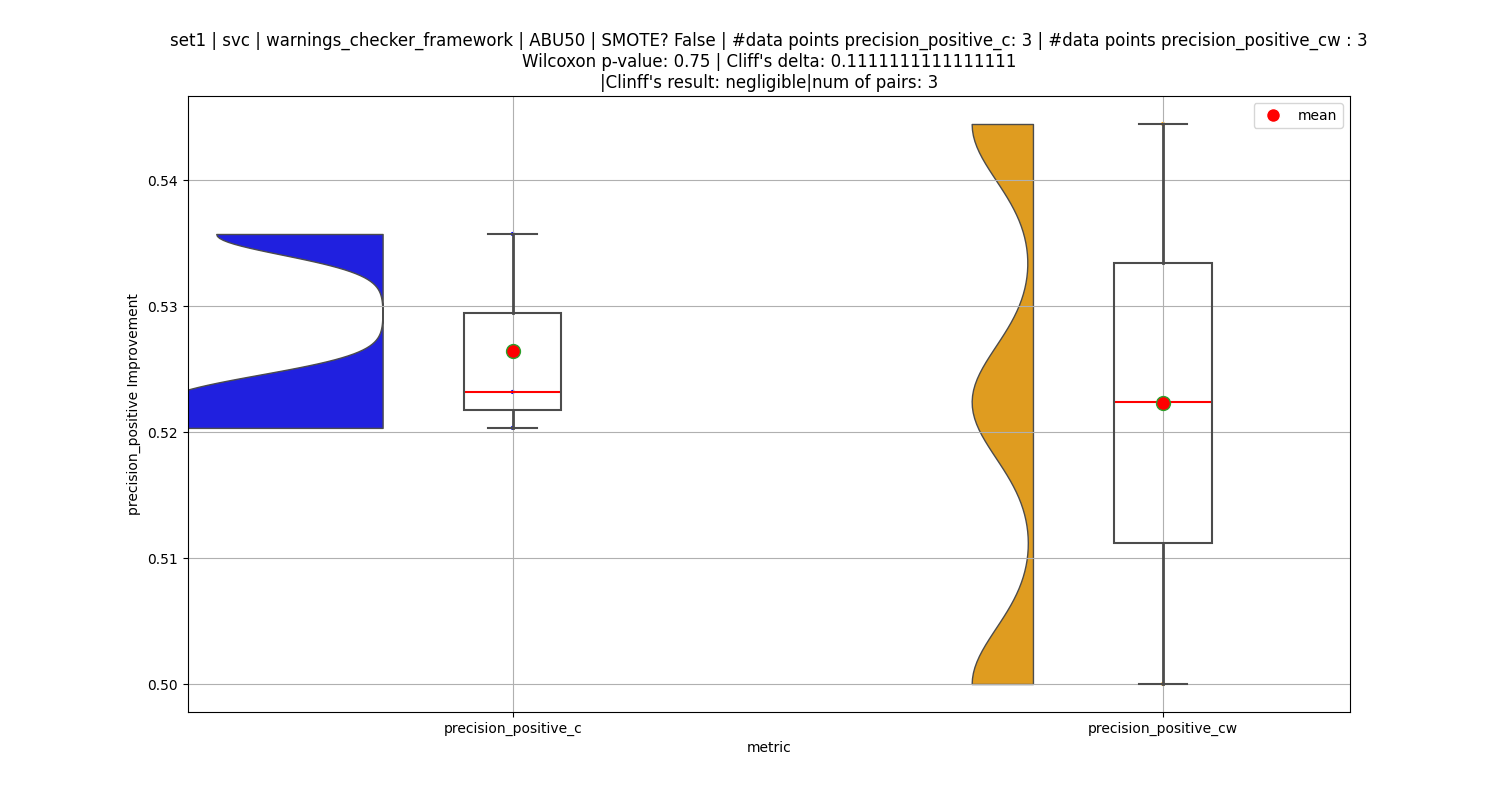 set1 | svc | warnings_checker_framework | ABU50 | SMOTE? False | #data points precision_positive_c: 3 | #data points precision_positive_cw : 3
Wilcoxon p-value: 0.75 | Cliff's delta: 0.1111111111111111
|Clinff's result: negligible|num of pairs: 3
mean
precision_positive Improvement
0.54
0.53
0.52
0.51
0.50
precision_positive_c
precision_positive_cw
metric